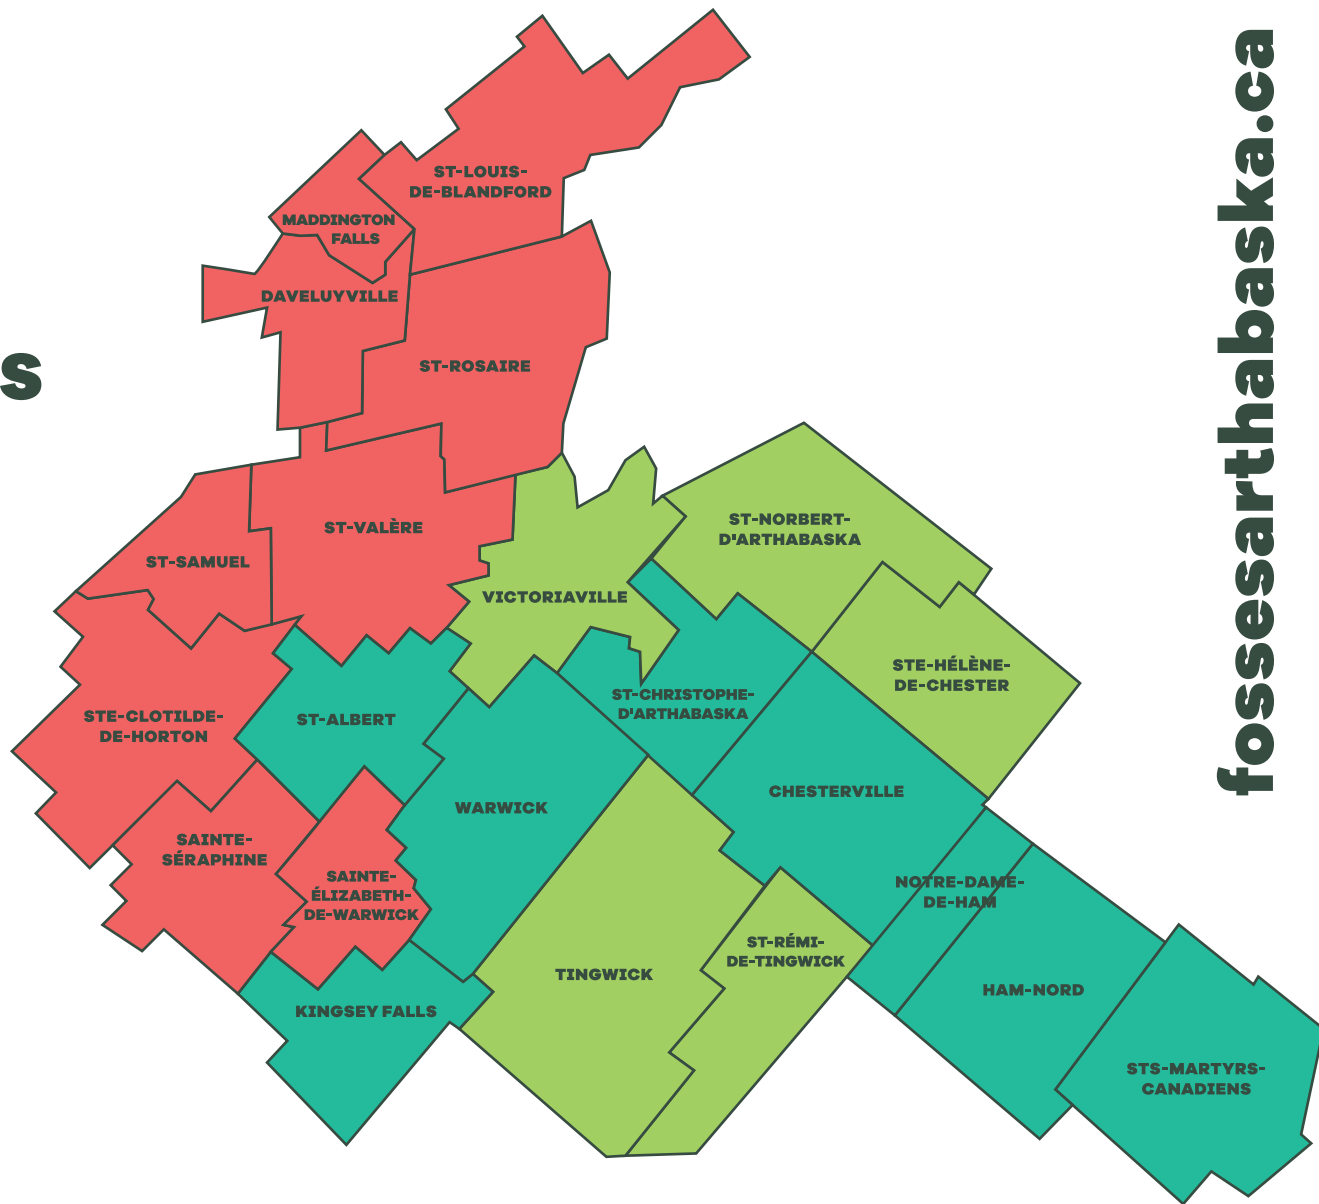 ST-LOUIS-
DE-BLANDFORD
MADDINGTON
FALLS
DAVELUYVILLE
ST-ROSAIRE
S
ST-VALÈRE
ST-SAMUEL
VICTORIAVILLE
ST-NORBERT-
D'ARTHABASKA
STE-HÉLÈNE-
DE-CHESTER
ST-CHRISTOPHE-
D'ARTHABASKA
STE-CLOTILDE-
DE-HORTON
ST-ALBERT
CHESTERVILLE
WARWICK
SAINTE-
SÉRAPHINE
SAINTE-
ÉLIZABETH-
DE-WARWICK
NOTRE-DAME-
DE-HAM
ST-RÉMI-
DE-TINGWICK
TINGWICK
HAM-NORD
KINGSEY FALLS
STS-MARTYRS-
CANADIENS
fossesarthabaska.ca